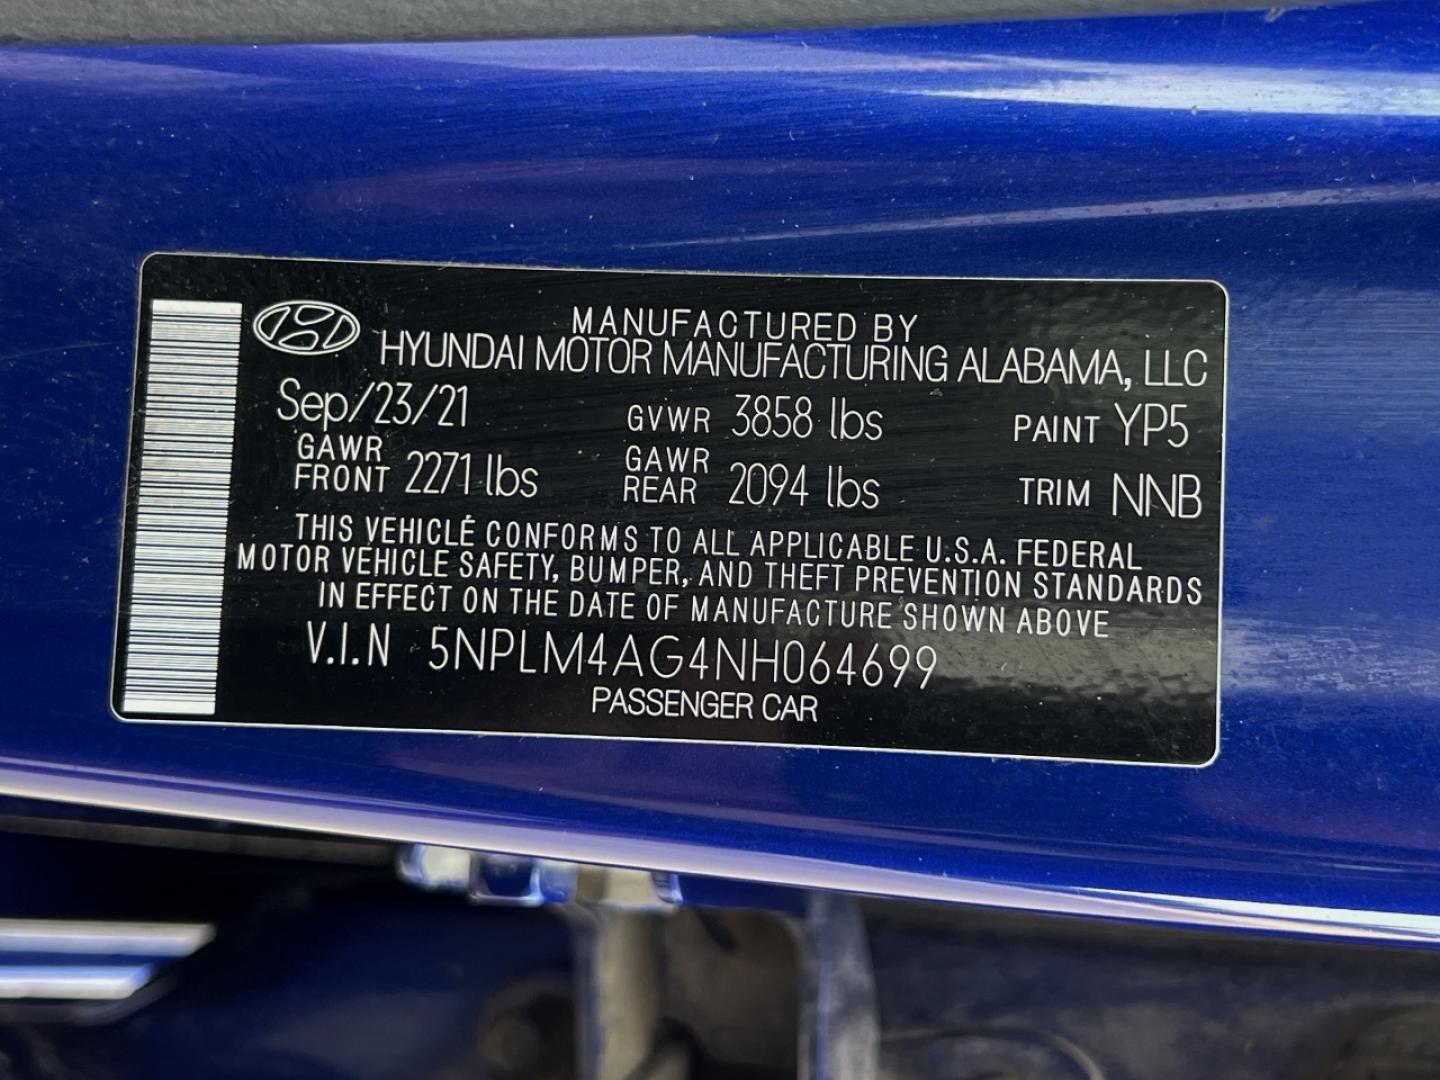 MANUFACTURED BY
HYUNDAI MOTOR MANUFACTURING ALABAMA, LLC
Sep/23/21 GVWR 3858 lbs PAINT YP5
GAWR FRONT 2271 lbs GAWR REAR 2094 lbs TRIM NNB
THIS VEHICLE CONFORMS TO ALL APPLICABLE U.S.A. FEDERAL
MOTOR VEHICLE SAFETY, BUMPER, AND THEFT PREVENTION STANDARDS
IN EFFECT ON THE DATE OF MANUFACTURE SHOWN ABOVE
V.I.N 5NPLM4AG4NH064699
PASSENGER CAR